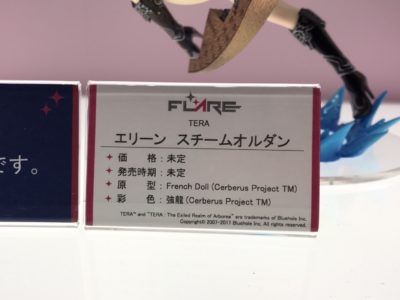 FLARE
TERA
エリーン スチームオルダン
価 格：未定
発売時期：未定
原 型：French Doll (Cerberus Project TM)
彩 色：強龍(Cerberus Project TM)
TERA™ and "TERA : The Exiled Realm of Arborea" are trademarks of Bluehole Inc.
Copyright© 2007-2017 Bluehole Inc. All rights reserved.
です。